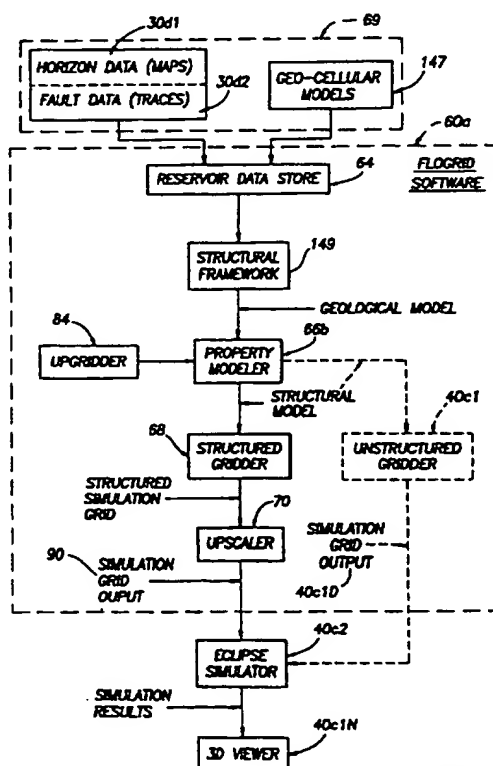 30d1
69
HORIZON DATA (MAPS)
FAULT DATA (TRACES)
30d2
GEO-CELLULAR
MODELS
147
60a
RESERVOIR DATA STORE
64
FLOGRID
SOFTWARE
STRUCTURAL
FRAMEWORK
149
GEOLOGICAL MODEL
84
66b
UPGRIDDER
PROPERTY
MODELER
STRUCTURAL
MODEL
40c1
68
STRUCTURED
GRIDDER
UNSTRUCTURED
GRIDDER
STRUCTURED
SIMULATION
GRID
70
UPSCALER
90
SIMULATION
GRID
OUPUT
SIMULATION
GRID
OUTPUT
40c1D
40c2
ECLIPSE
SIMULATOR
SIMULATION
RESULTS
3D VIEWER
40c1N